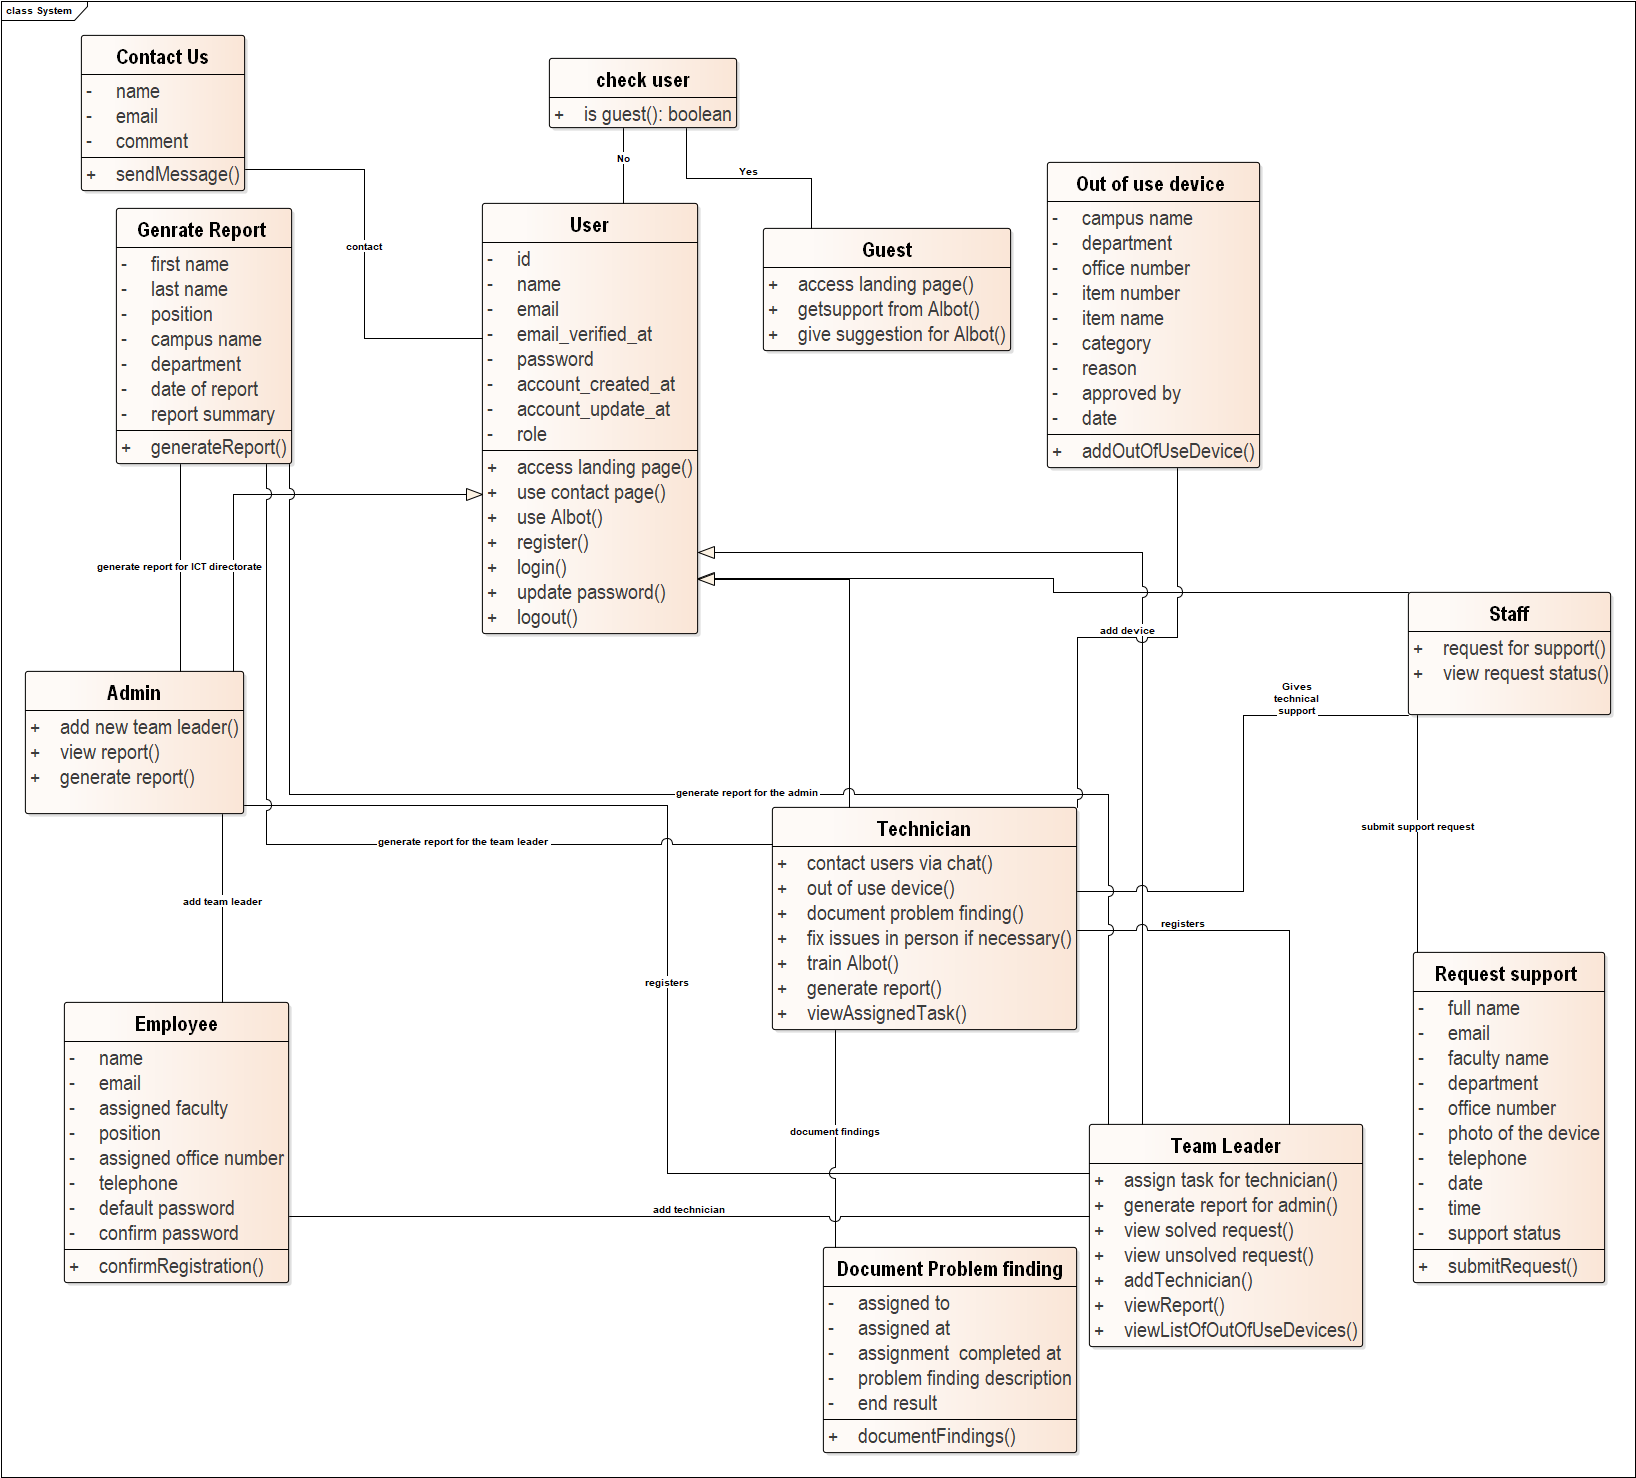 class System
Contact Us
- name
- email
- comment
+ sendMessage()
check user
+ is guest(): boolean
No
Yes
contact
Genrate Report
- first name
- last name
- position
- campus name
- department
- date of report
- report summary
+ generateReport()
User
- id
- name
- email
- email_verified_at
- password
- account_created_at
- account_update_at
- role
+ access landing page()
+ use contact page()
+ use AIbot()
+ register()
+ login()
+ update password()
+ logout()
Guest
+ access landing page()
+ getsupport from AIbot()
+ give suggestion for AIbot()
Out of use device
- campus name
- department
- office number
- item number
- item name
- category
- reason
- approved by
- date
+ addOutOfUseDevice()
generate report for ICT directorate
add device
Staff
+ request for support()
+ view request status()
Gives
technical
support
Admin
+ add new team leader()
+ view report()
+ generate report()
generate report for the admin
generate report for the team leader
submit support request
Technician
+ contact users via chat()
+ out of use device()
+ document problem finding()
+ fix issues in person if necessary()
+ train AIbot()
+ generate report()
+ viewAssignedTask()
add team leader
registers
registers
Request support
- full name
- email
- faculty name
- department
- office number
- photo of the device
- telephone
- date
- time
- support status
+ submitRequest()
Employee
- name
- email
- assigned faculty
- position
- assigned office number
- telephone
- default password
- confirm password
+ confirmRegistration()
document findings
add technician
Team Leader
+ assign task for technician()
+ generate report for admin()
+ view solved request()
+ view unsolved request()
+ addTechnician()
+ viewReport()
+ viewListOfOutOfUseDevices()
Document Problem finding
- assigned to
- assigned at
- assignment  completed at
- problem finding description
- end result
+ documentFindings()